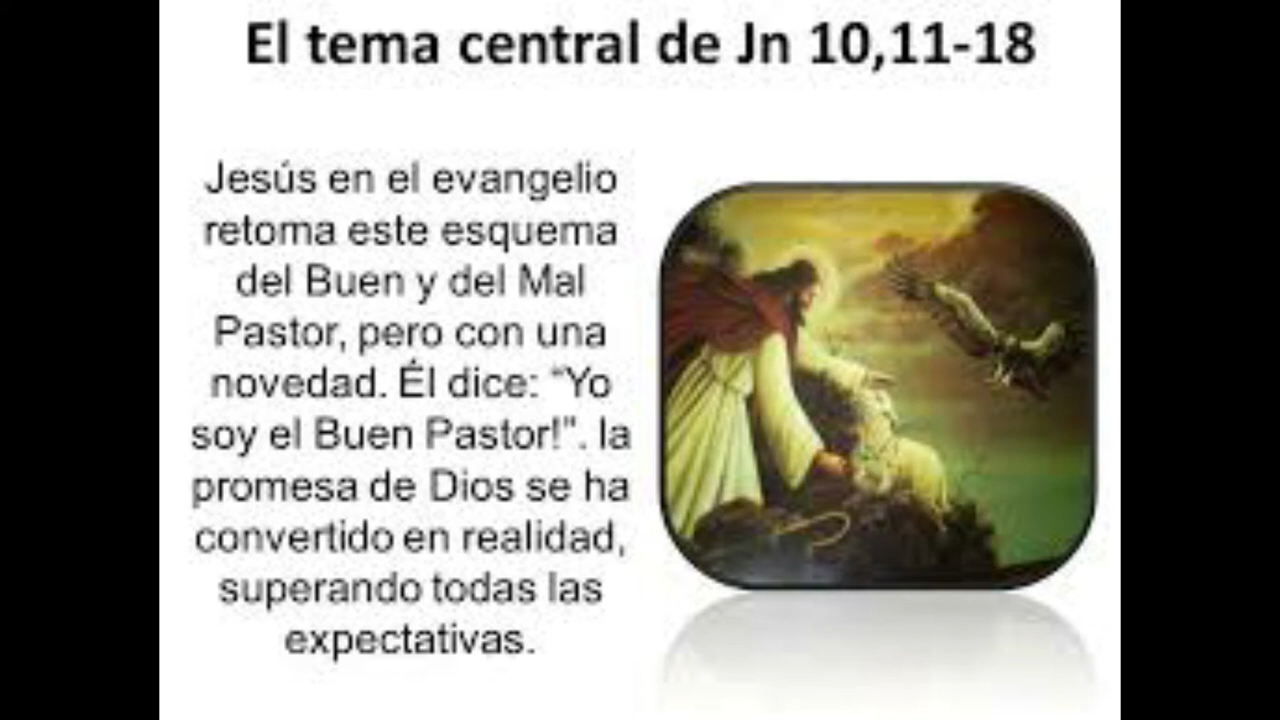 El tema central de Jn 10,11-18
Jesús en el evangelio
retoma este esquema
del Buen y del Mal
Pastor, pero con una
novedad. Él dice: “Yo
soy el Buen Pastor!”. la
promesa de Dios se ha
convertido en realidad,
superando todas las
expectativas.